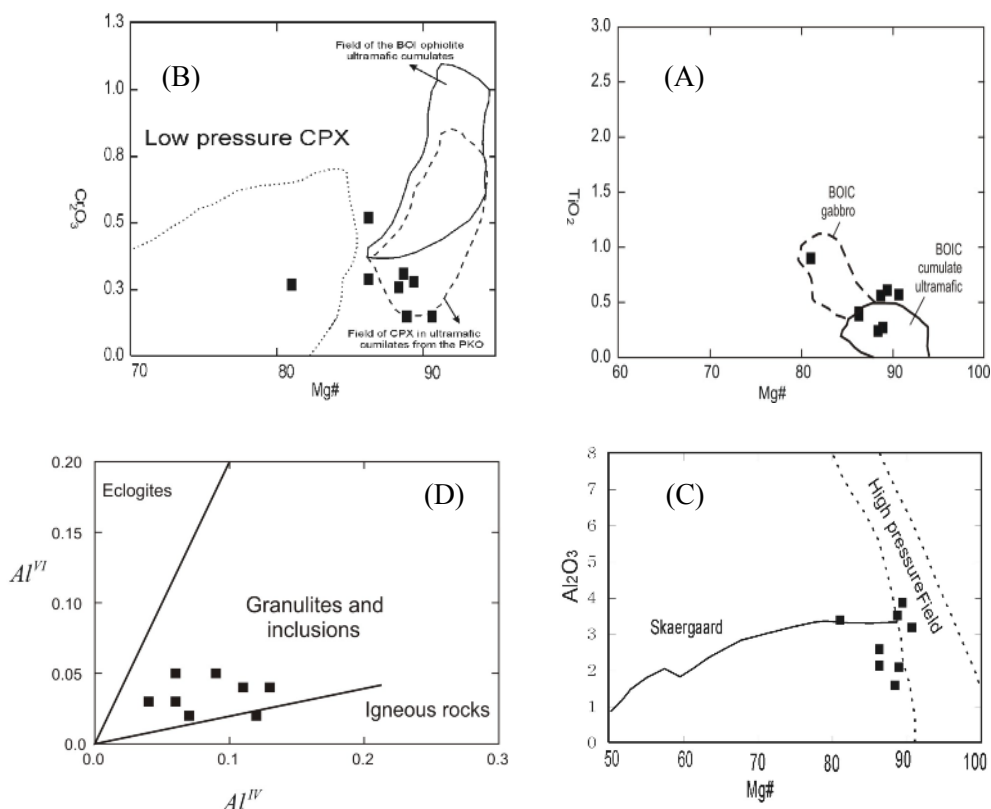 (B)
1.3
1.0
0.5
0.3
0.0
Cr2O3
Field of the BOI ophiolite
ultramafic cumulates
Low pressure CPX
Field of CPX in ultramafic
cumilates from the PKO
70
80
90
Mg#
(A)
3.0
2.5
2.0
1.5
1.0
0.5
0.0
TiO2
BOIC
gabbro
BOIC
cumulate
ultramafic
60
70
80
90
100
Mg#
(D)
0.20
0.15
0.10
0.05
0.0
Al^VI
Eclogites
Granulites and
inclusions
Igneous rocks
0.0
0.1
0.2
0.3
Al^IV
(C)
8
7
6
5
4
3
2
1
0
Al2O3
Skaergaard
High pressureField
50
60
70
80
90
100
Mg#